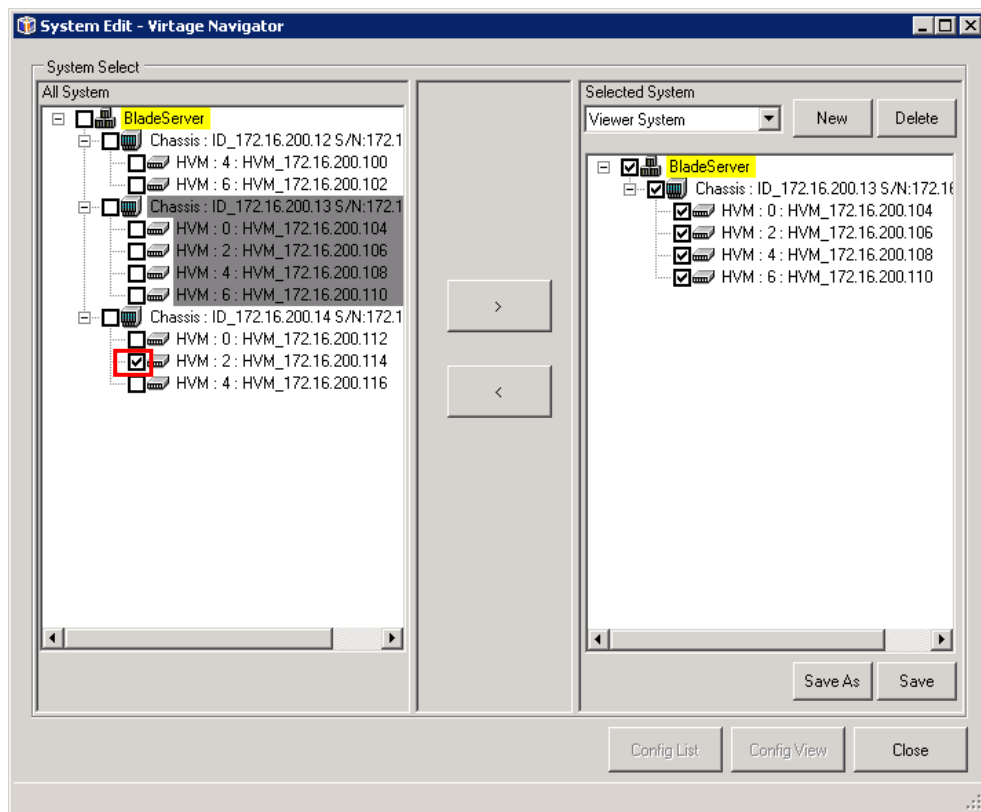 System Edit - Virtage Navigator
System Select
All System
BladeServer
Chassis : ID_172.16.200.12 S/N:172.1
HVM : 4 : HVM_172.16.200.100
HVM : 6 : HVM_172.16.200.102
Chassis : ID_172.16.200.13 S/N:172.1
HVM : 0 : HVM_172.16.200.104
HVM : 2 : HVM_172.16.200.106
HVM : 4 : HVM_172.16.200.108
HVM : 6 : HVM_172.16.200.110
Chassis : ID_172.16.200.14 S/N:172.1
HVM : 0 : HVM_172.16.200.112
HVM : 2 : HVM_172.16.200.114
HVM : 4 : HVM_172.16.200.116
>
<
Selected System
Viewer System
New
Delete
BladeServer
Chassis : ID_172.16.200.13 S/N:172.16
HVM : 0 : HVM_172.16.200.104
HVM : 2 : HVM_172.16.200.106
HVM : 4 : HVM_172.16.200.108
HVM : 6 : HVM_172.16.200.110
Save As
Save
Config List
Config View
Close